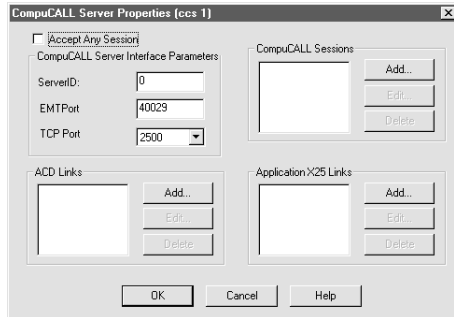 CompuCALL Server Properties (ccs 1)
Accept Any Session
CompuCALL Server Interface Parameters
ServerID: 0
EMTPort 40029
TCP Port 2500
CompuCALL Sessions
Add...
Edit...
Delete
ACD Links
Add...
Edit...
Delete
Application X25 Links
Add...
Edit...
Delete
OK Cancel Help